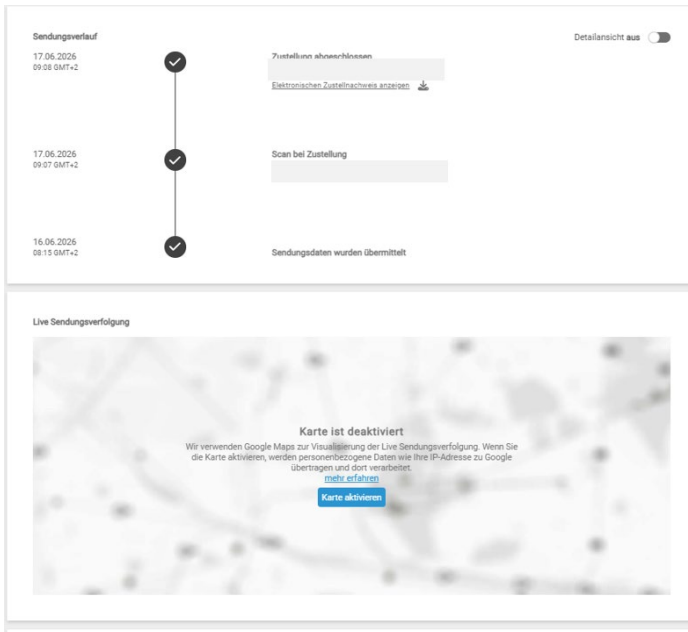 Sendungsverlauf
Detailansicht aus
17.06.2026
09:08 GMT+2
Zustellung abgeschlossen
Elektronischen Zustellnachweis anzeigen
17.06.2026
09:07 GMT+2
Scan bei Zustellung
16.06.2026
08:15 GMT+2
Sendungsdaten wurden übermittelt
Live Sendungsverfolgung
Karte ist deaktiviert
Wir verwenden Google Maps zur Visualisierung der Live Sendungsverfolgung. Wenn Sie
die Karte aktivieren, werden personenbezogene Daten wie Ihre IP-Adresse zu Google
übertragen und dort verarbeitet.
mehr erfahren
Karte aktivieren